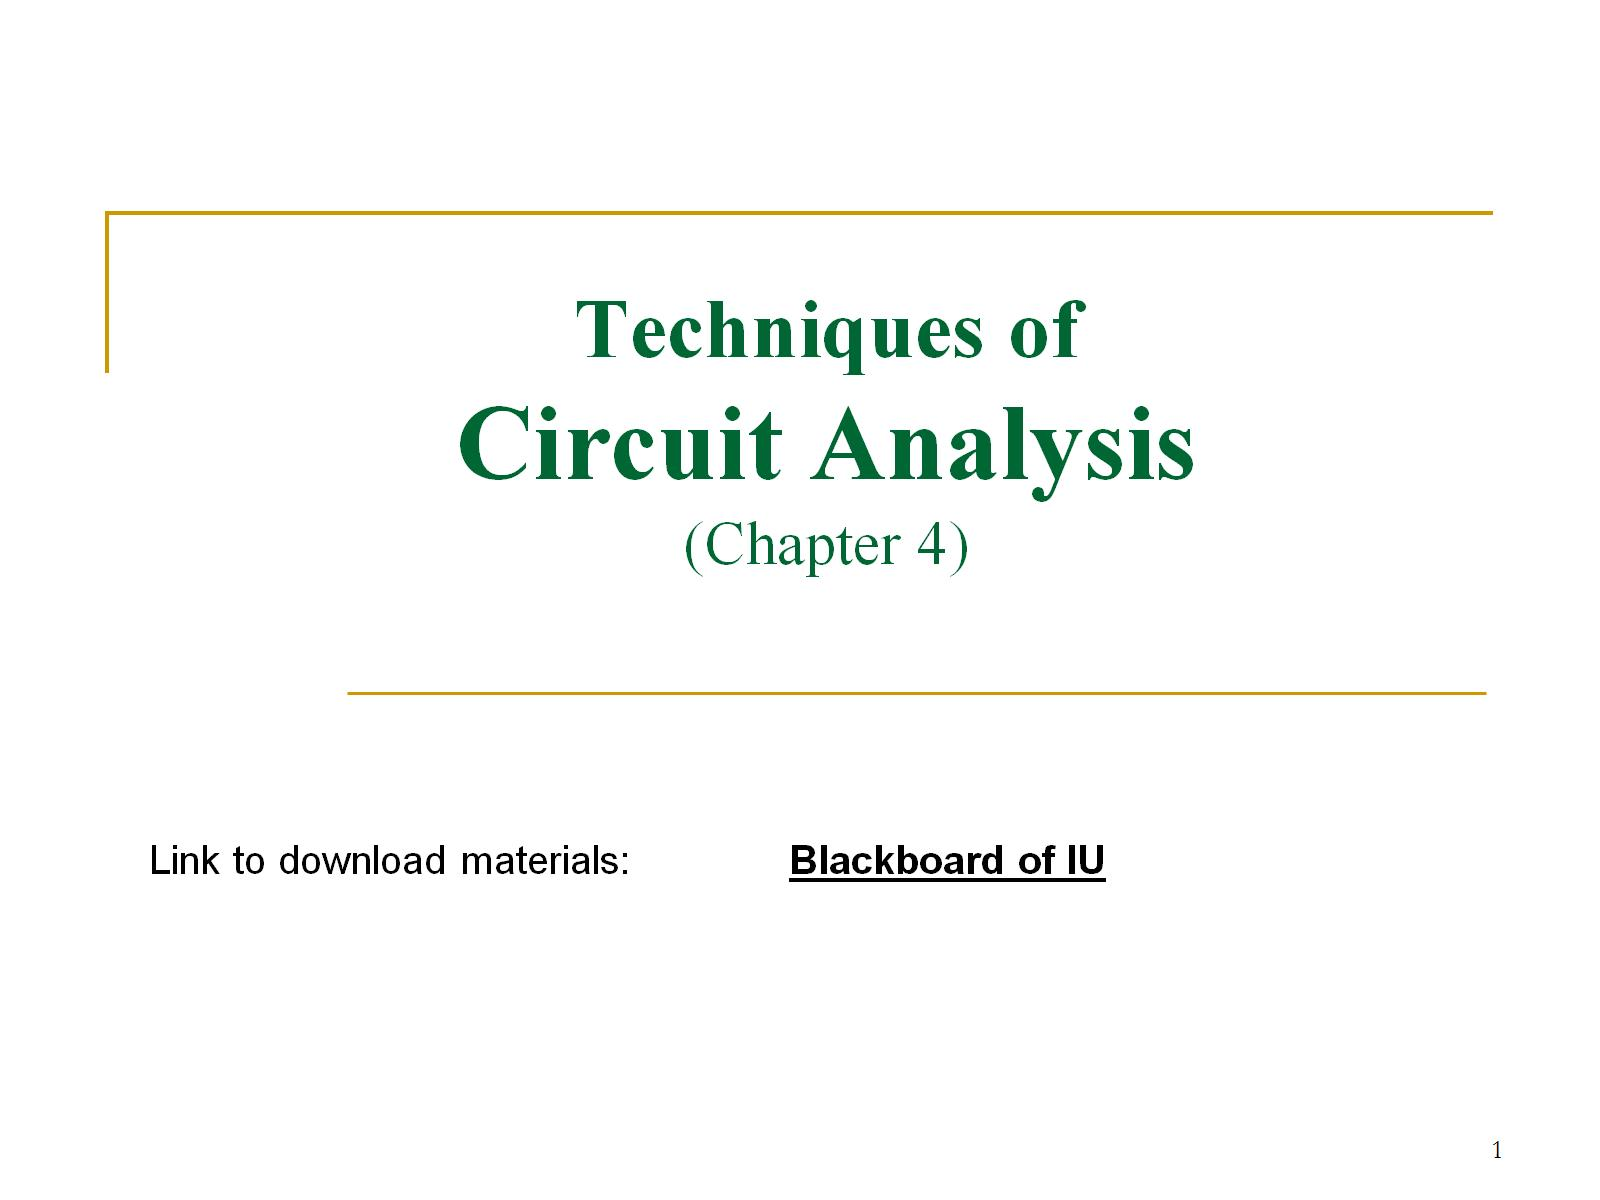 Techniques of
Circuit Analysis
(Chapter 4)
Link to download materials: Blackboard of IU
1